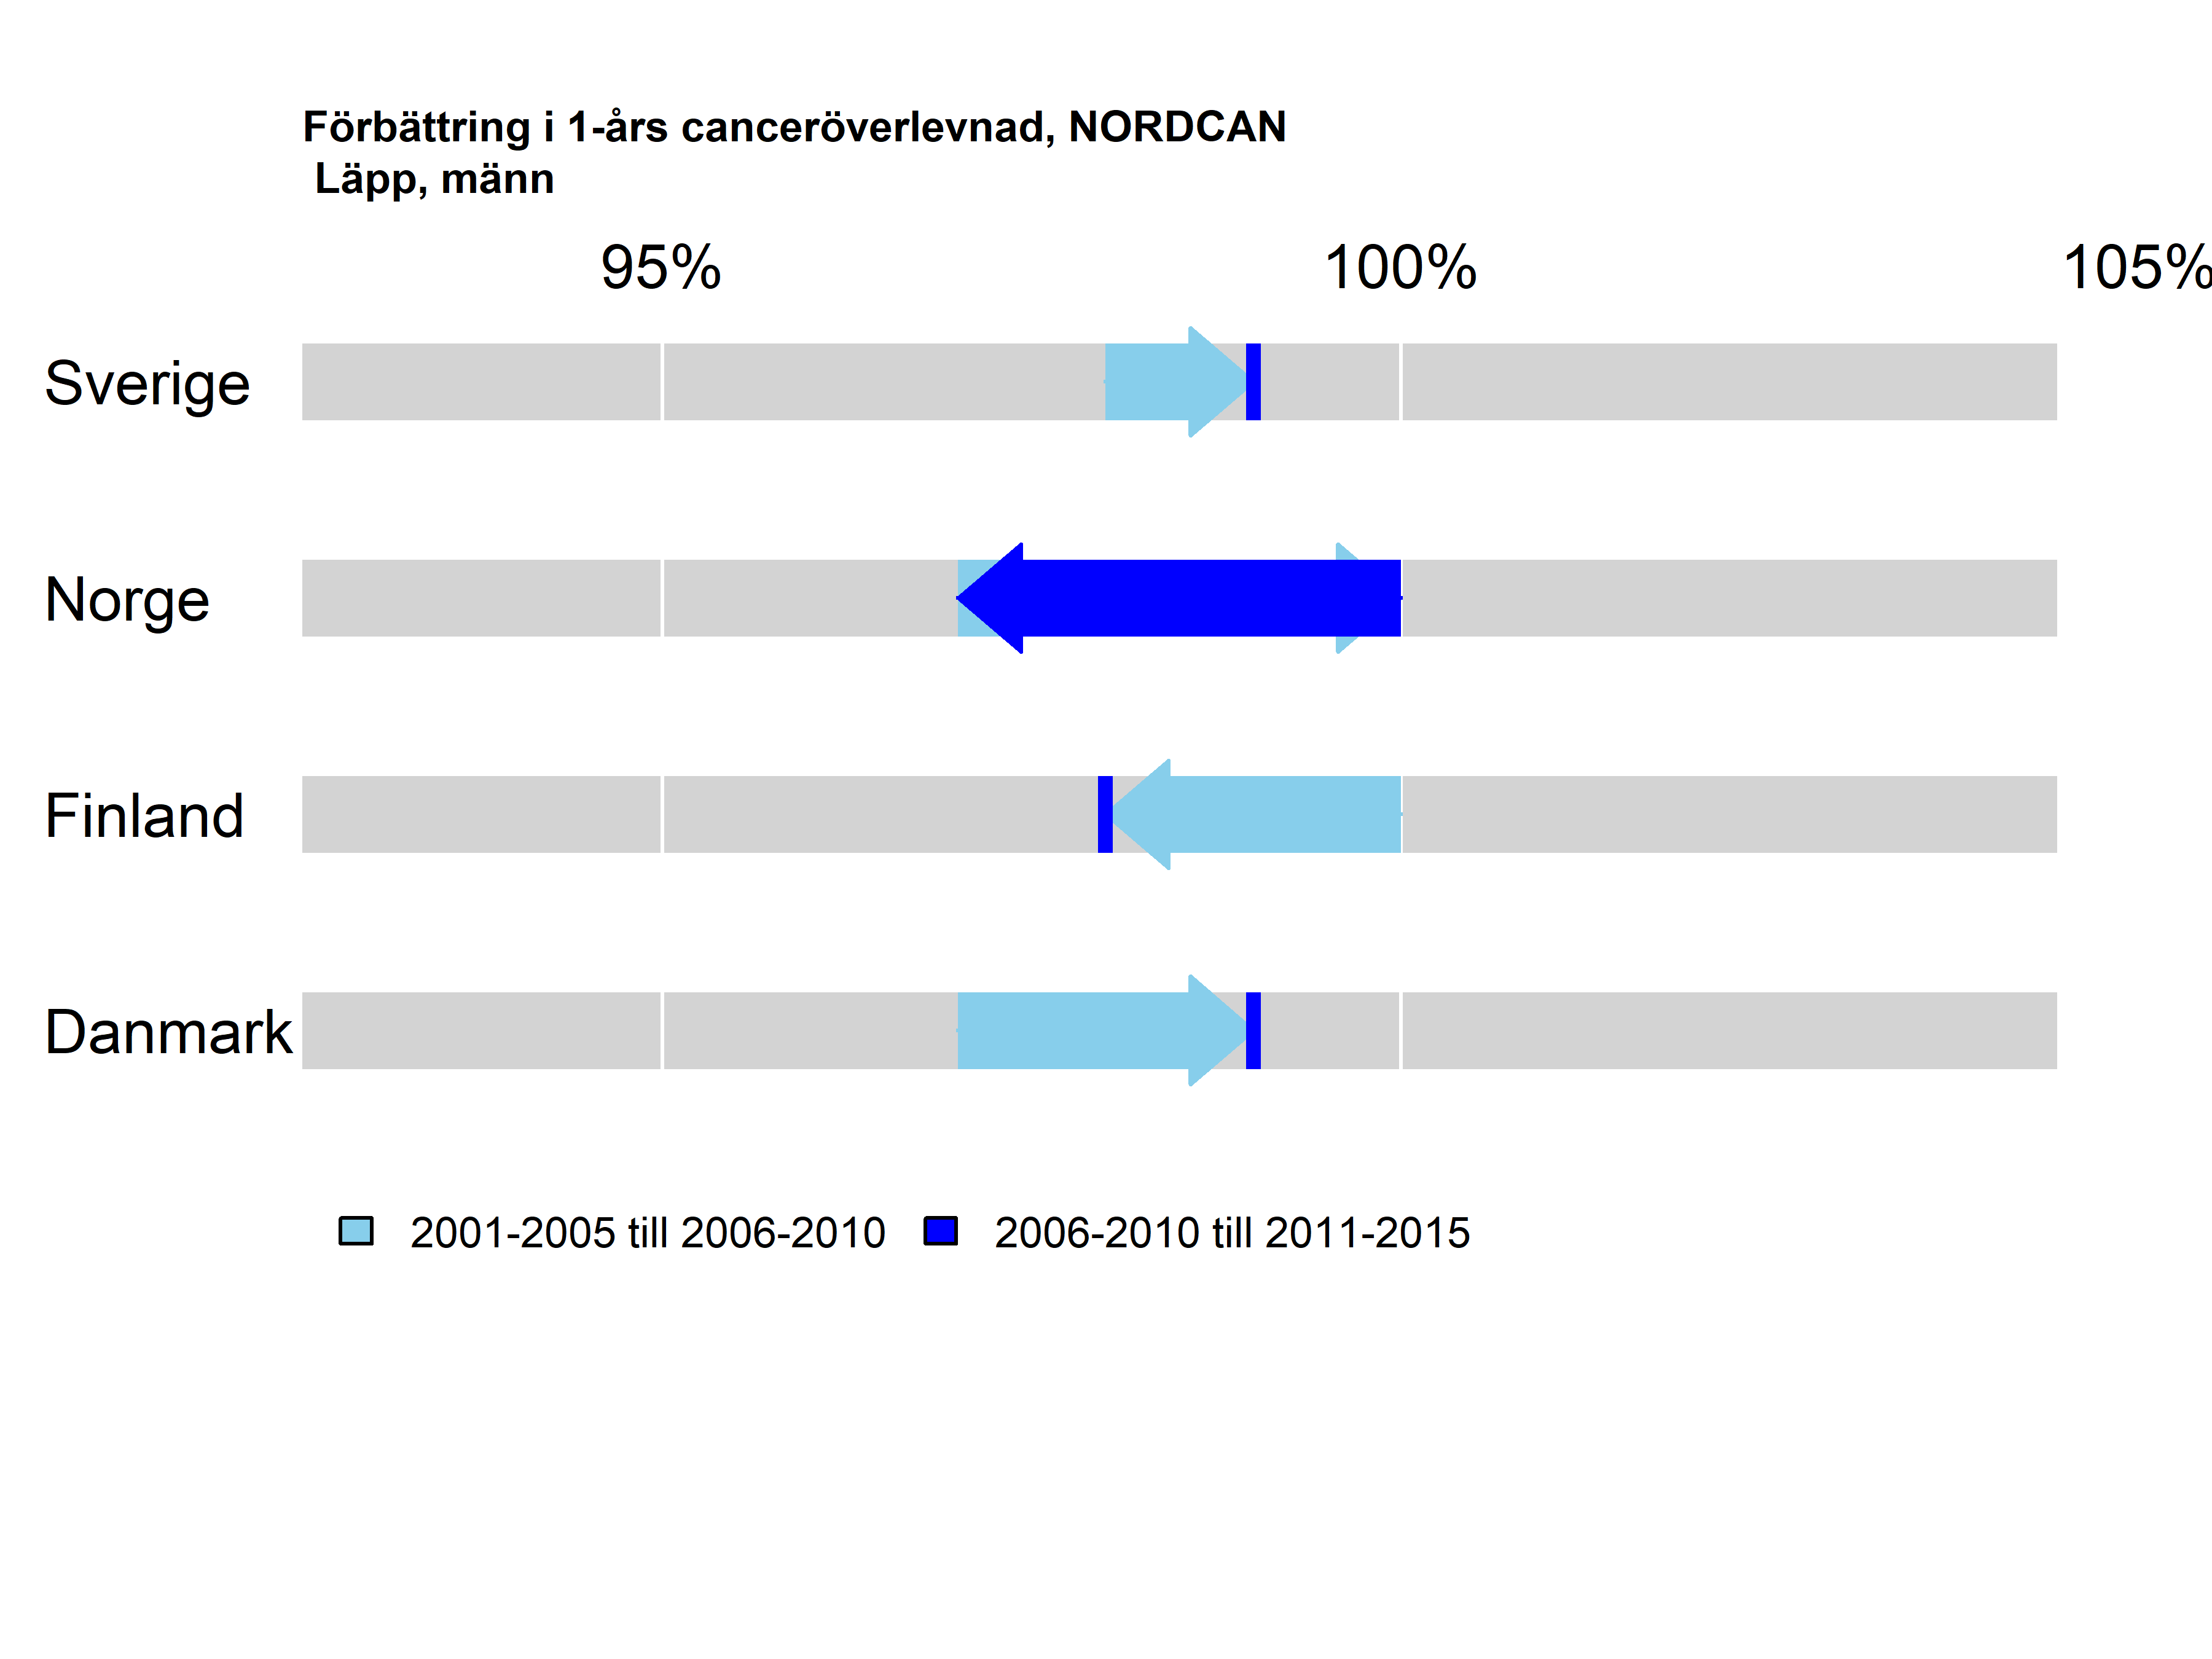 Förbättring i 1-års canceröverlevnad, NORDCAN
Läpp, männ
95% 100% 105%
Sverige
Norge
Finland
Danmark
2001-2005 till 2006-2010 2006-2010 till 2011-2015